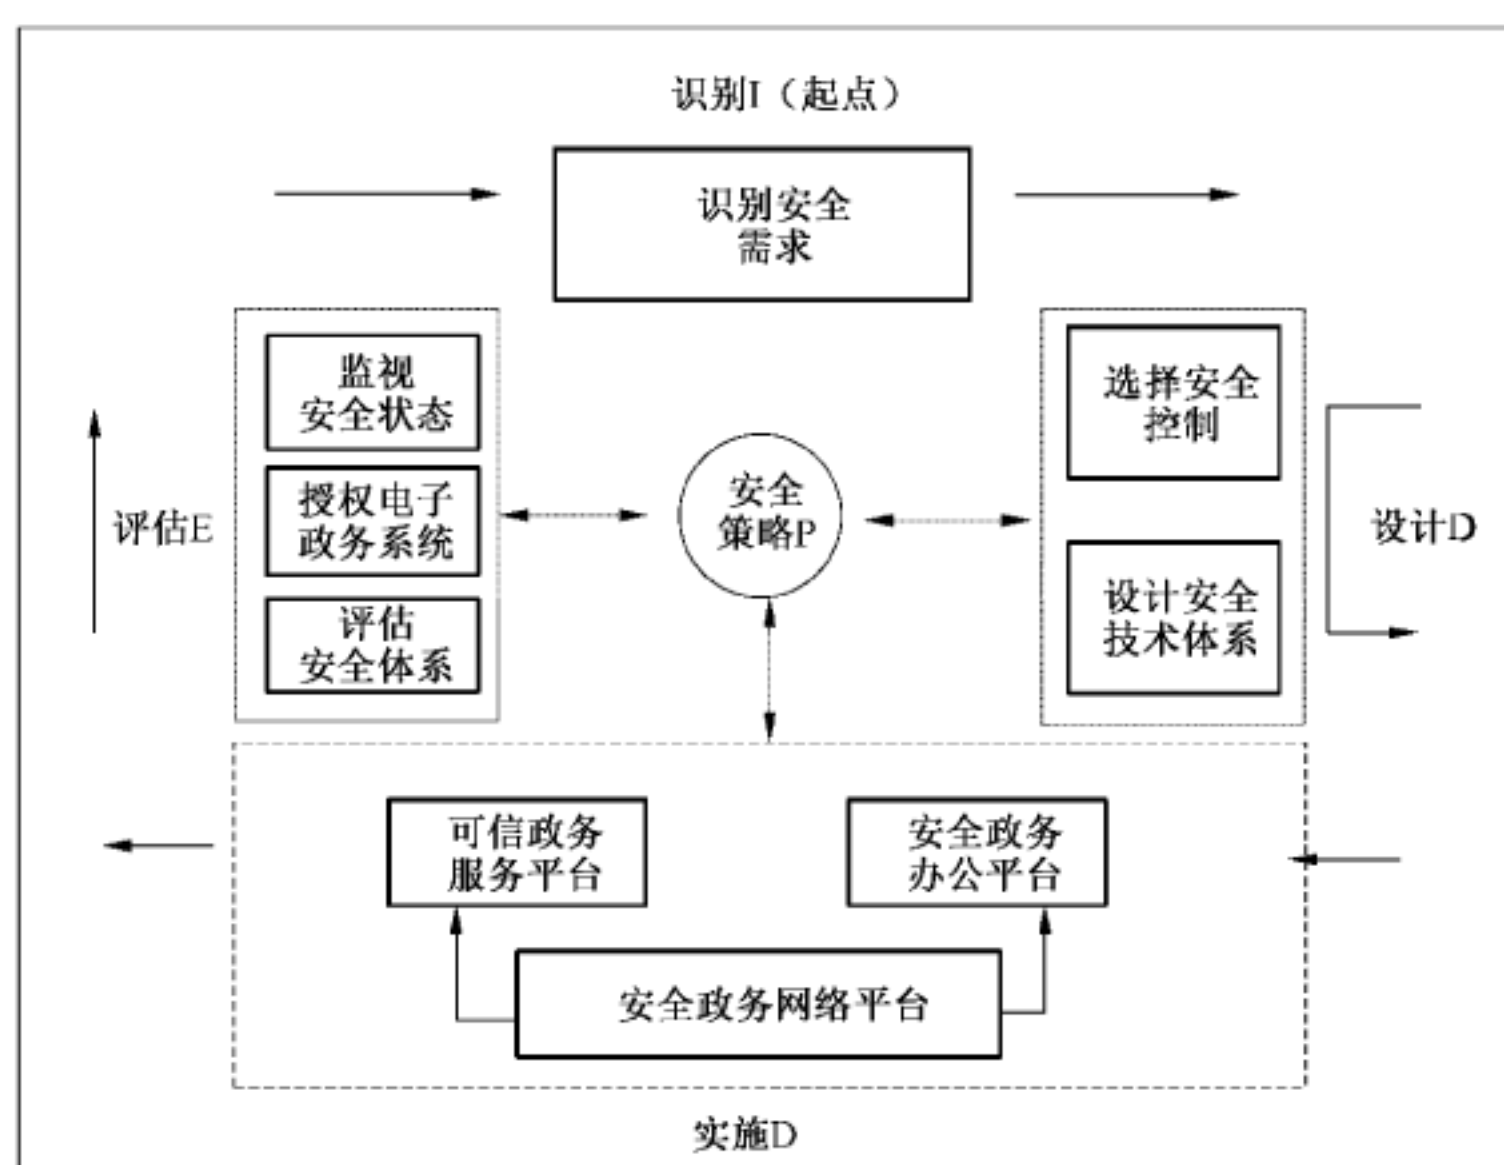 识别I（起点）
识别安全
需求
监视
安全状态
授权电子
政务系统
评估
安全体系
评估E
安全
策略P
选择安全
控制
设计安全
技术体系
设计D
可信政务
服务平台
安全政务
办公平台
安全政务网络平台
实施D